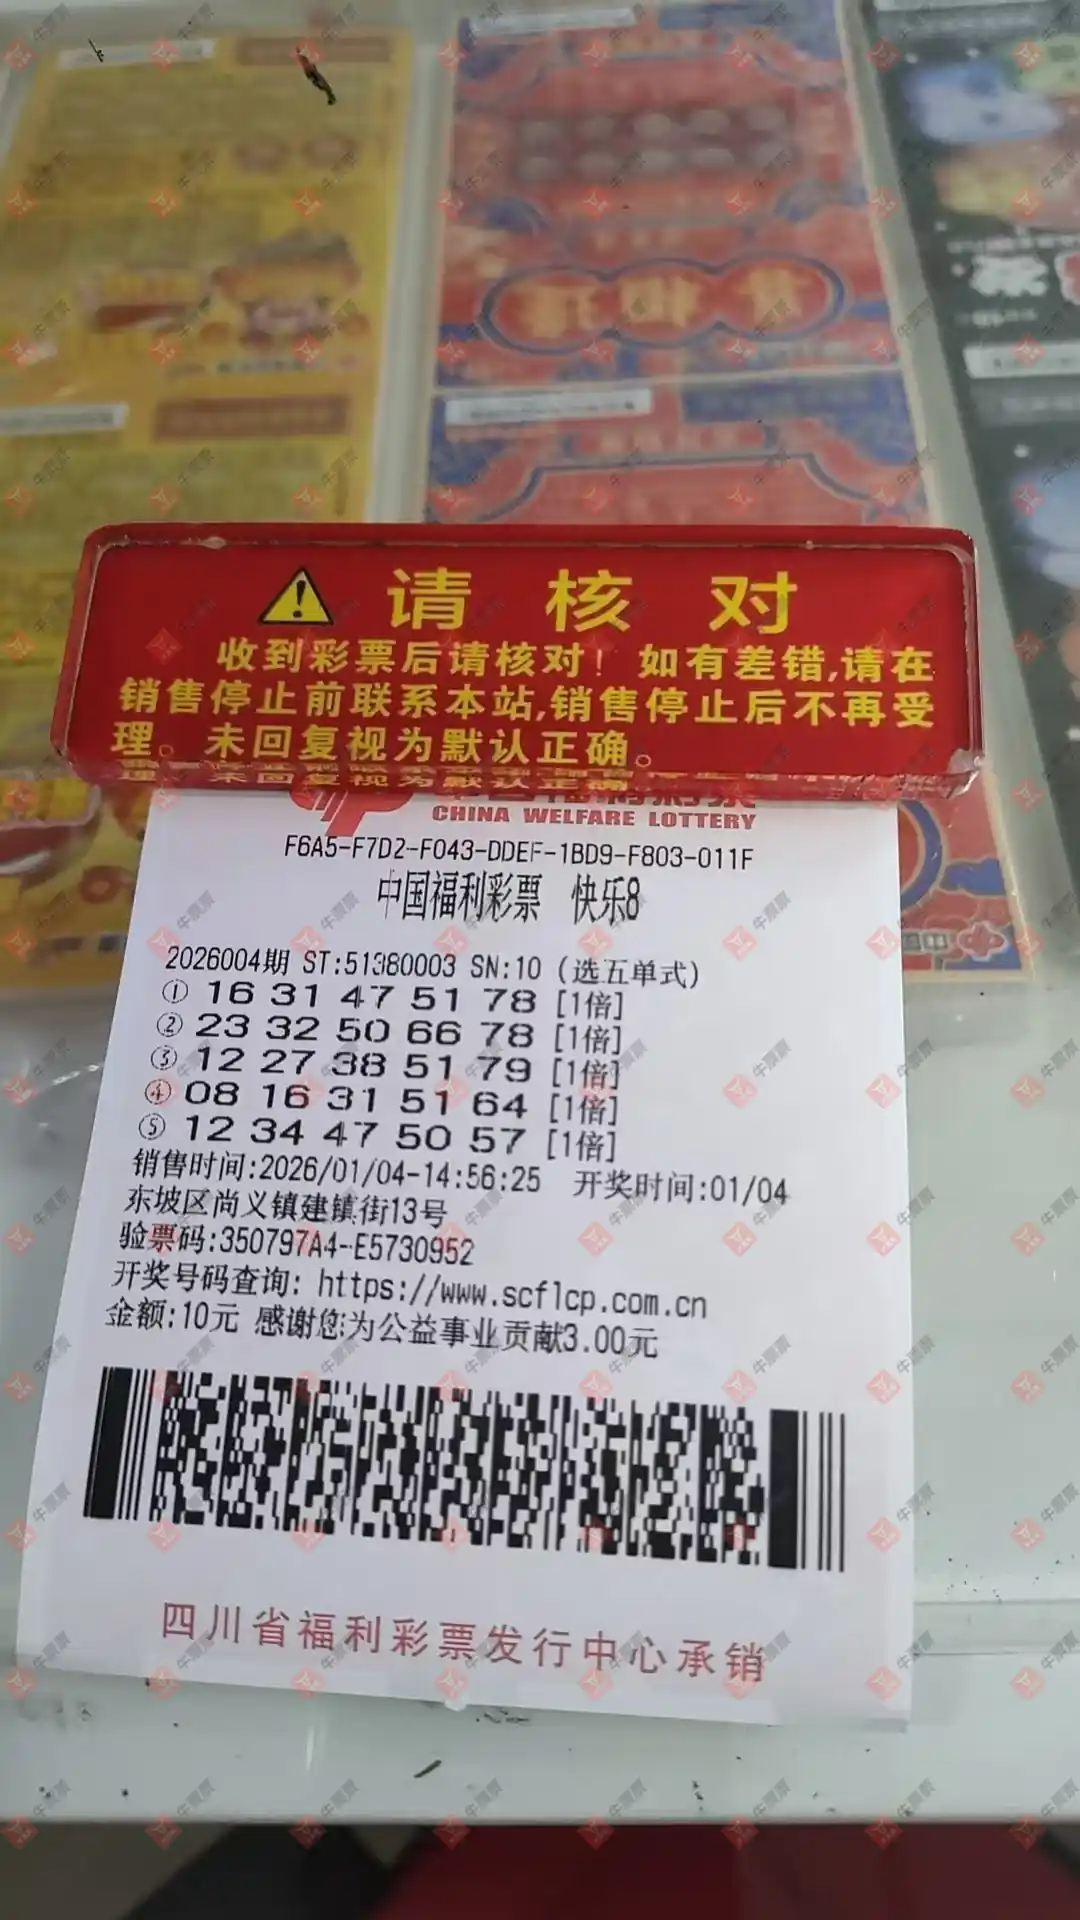 请核对
收到彩票后请核对！如有差错,请在
销售停止前联系本站,销售停止后不再受
理。未回复视为默认正确。
CHINA WELFARE LOTTERY
F6A5-F7D2-F043-DDEF-1BD9-F803-011F
中国福利彩票 快乐8
2026004期 ST:51380003 SN:10 (选五单式)
① 16 31 47 51 78 [1倍]
② 23 32 50 66 78 [1倍]
③ 12 27 38 51 79 [1倍]
④ 08 16 31 51 64 [1倍]
⑤ 12 34 47 50 57 [1倍]
销售时间:2026/01/04-14:56:25 开奖时间:01/04
东坡区尚义镇建镇街13号
验票码:350797A4-E5730952
开奖号码查询: https://www.scflcp.com.cn
金额:10元 感谢您为公益事业贡献3.00元
四川省福利彩票发行中心承销
牛票票